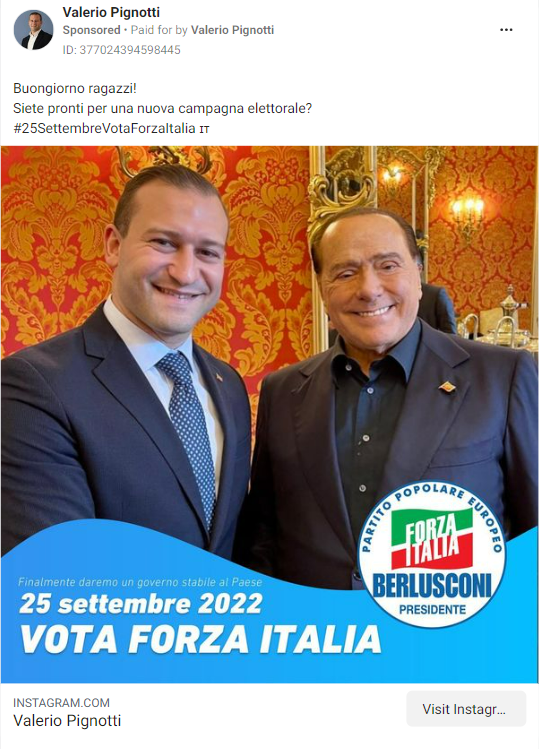 Valerio Pignotti
Sponsored • Paid for by Valerio Pignotti
ID: 377024394598445
Buongiorno ragazzi!
Siete pronti per una nuova campagna elettorale?
#25SettembreVotaForzaItalia IT
PARTITO POPOLARE EUROPEO
FORZA
ITALIA
BERLUSCONI
PRESIDENTE
Finalmente daremo un governo stabile al Paese
25 settembre 2022
VOTA FORZA ITALIA
INSTAGRAM.COM
Valerio Pignotti
Visit Instagr...